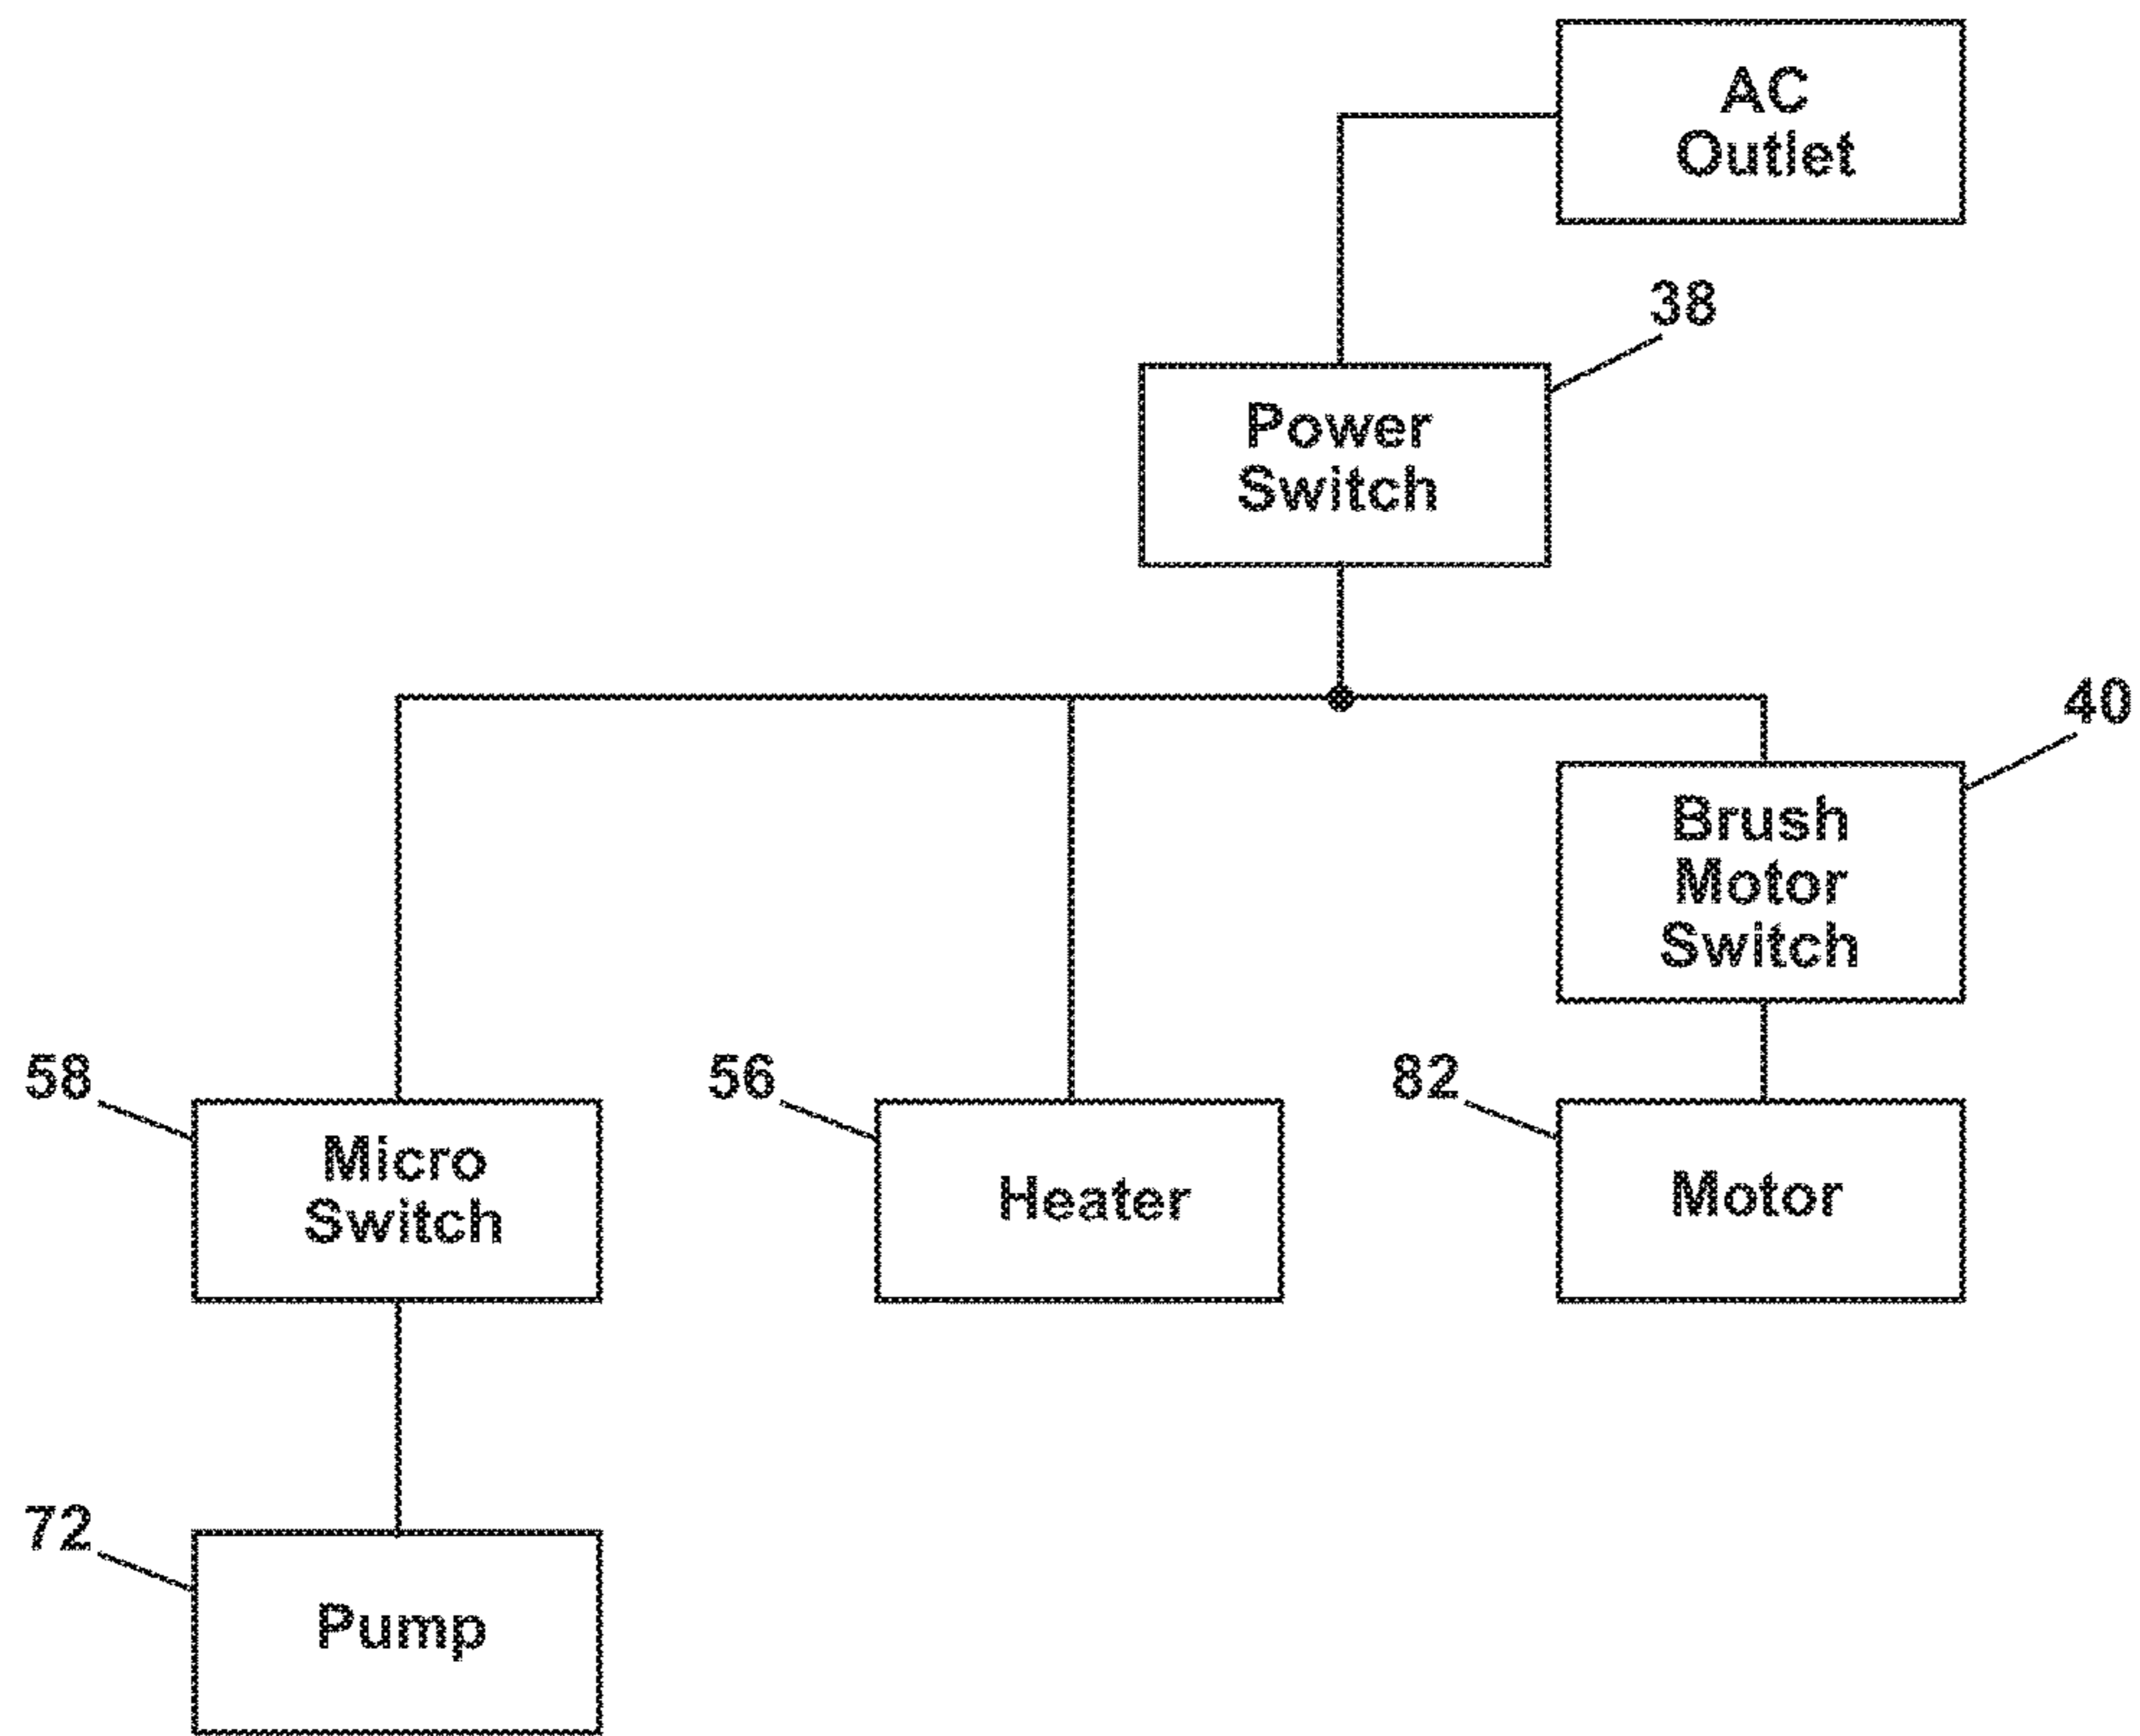 AC
Outlet
38
Power
Switch
40
Brush
Motor
Switch
58
Micro
Switch
56
Heater
82
Motor
72
Pump